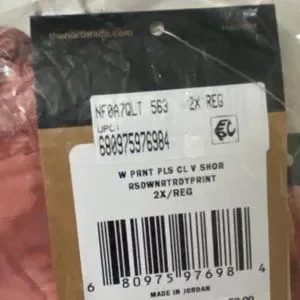 thenorthface.com
NF0A7QLT 563 2X REG
UPC:
680975976984
W PRNT PLS CL V SHOR
RSDWNRTRDYPRINT
2X/REG
6 80975 97698 4
MADE IN JORDAN